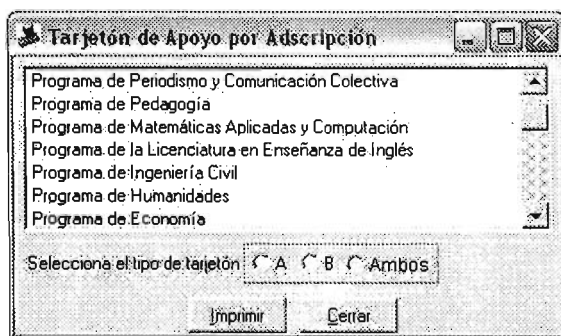 Tarjetón de Apoyo por Adscripción
Programa de Periodismo y Comunicación Colectiva
Programa de Pedagogía
Programa de Matemáticas Aplicadas y Computación
Programa de la Licenciatura en Enseñanza de Inglés
Programa de Ingeniería Civil
Programa de Humanidades
Programa de Economía
Selecciona el tipo de tarjetón A B Ambos
Imprimir Cerrar